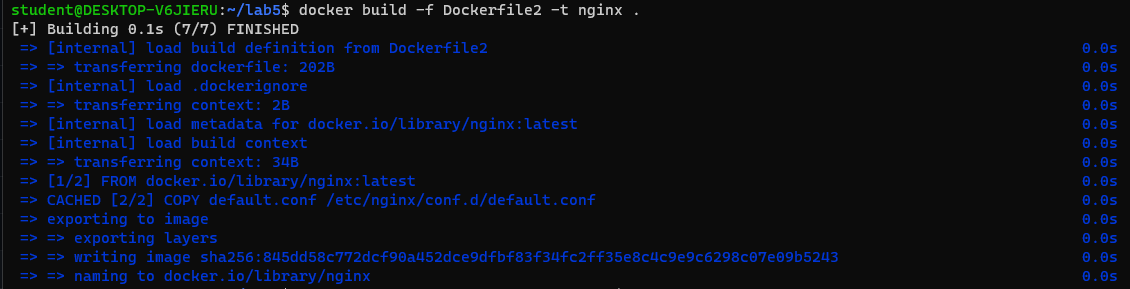 student@DESKTOP-V6JIERU:~/lab5$ docker build -f Dockerfile2 -t nginx .
[+] Building 0.1s (7/7) FINISHED
=> [internal] load build definition from Dockerfile2 0.0s
=> => transferring dockerfile: 202B 0.0s
=> [internal] load .dockerignore 0.0s
=> => transferring context: 2B 0.0s
=> [internal] load metadata for docker.io/library/nginx:latest 0.0s
=> [internal] load build context 0.0s
=> => transferring context: 34B 0.0s
=> [1/2] FROM docker.io/library/nginx:latest 0.0s
=> CACHED [2/2] COPY default.conf /etc/nginx/conf.d/default.conf 0.0s
=> exporting to image 0.0s
=> => exporting layers 0.0s
=> => writing image sha256:845dd58c772dcf90a452dce9dfbf83f34fc2ff35e8c4c9e9c6298c07e09b5243 0.0s
=> => naming to docker.io/library/nginx 0.0s